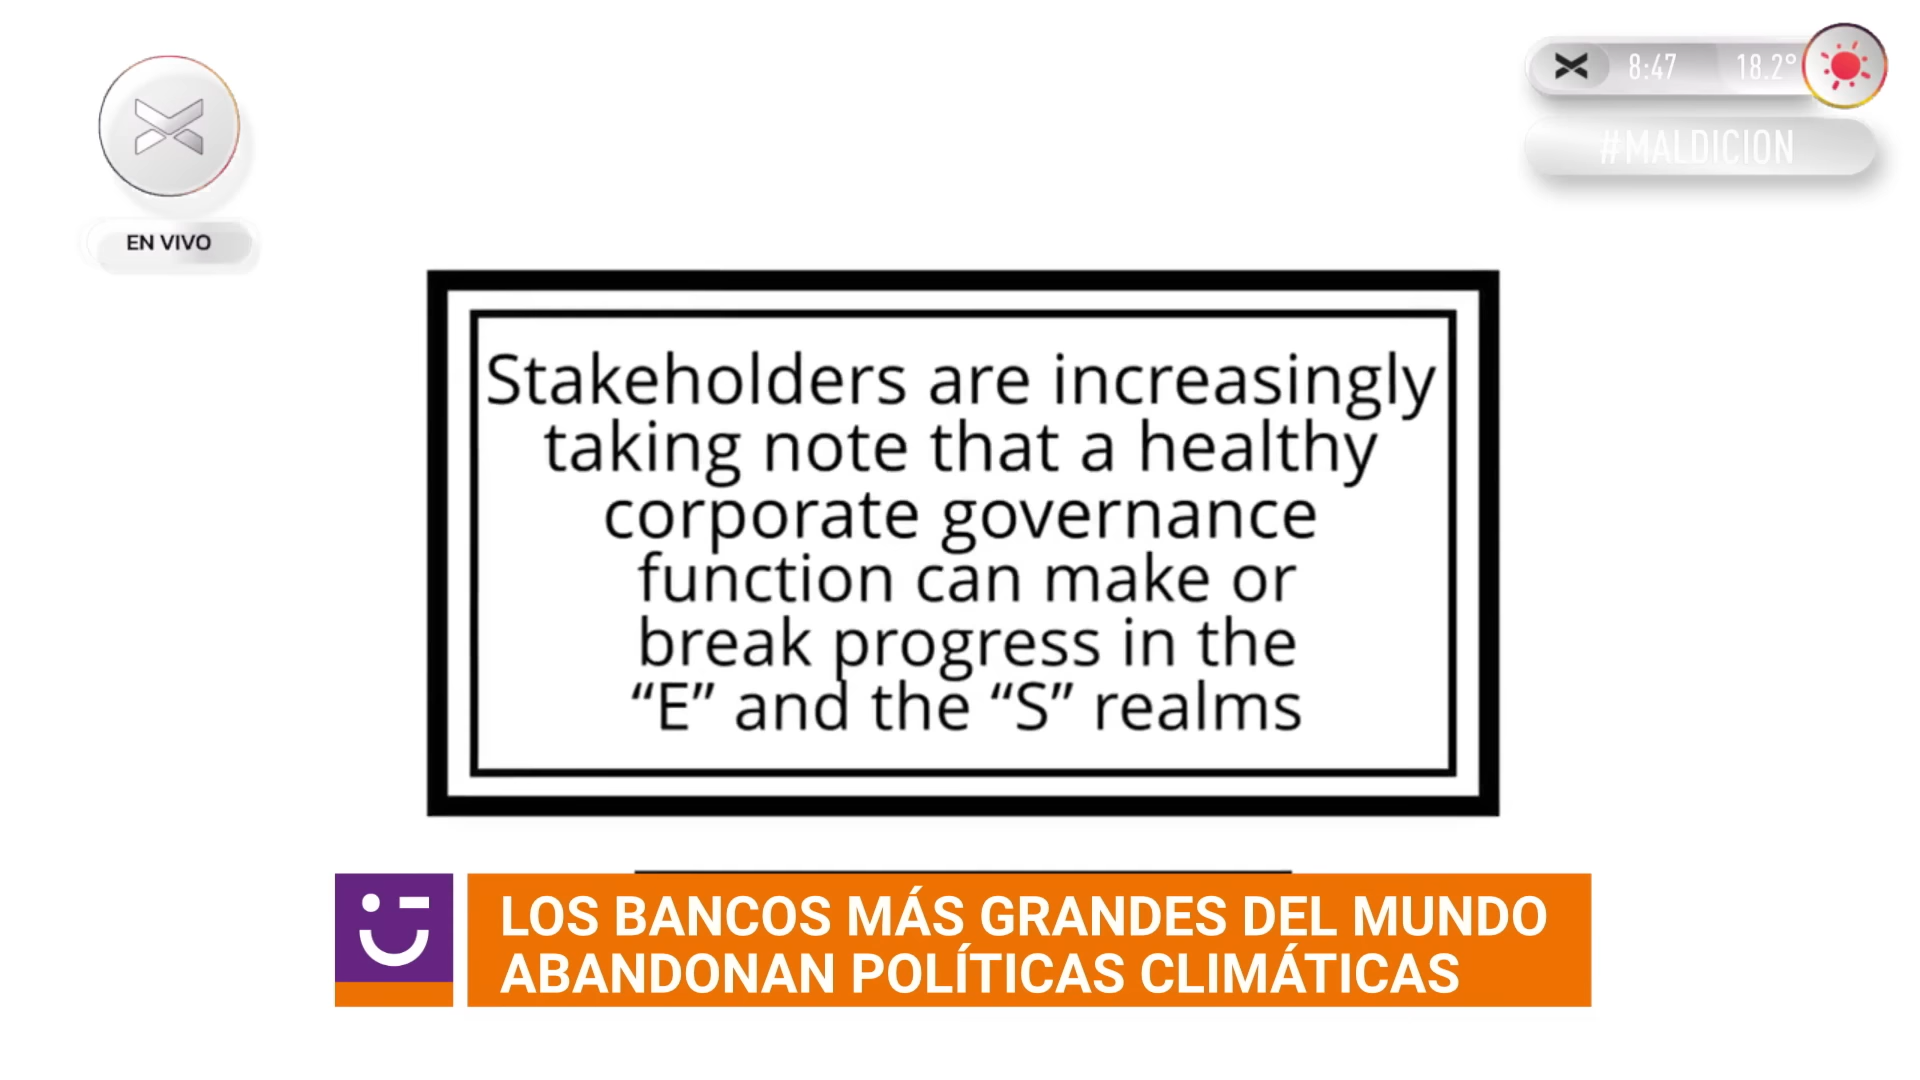 EN VIVO
8:47 18.2°
#MALDICION
Stakeholders are increasingly
taking note that a healthy
corporate governance
function can make or
break progress in the
“E” and the “S” realms
LOS BANCOS MÁS GRANDES DEL MUNDO
ABANDONAN POLÍTICAS CLIMÁTICAS